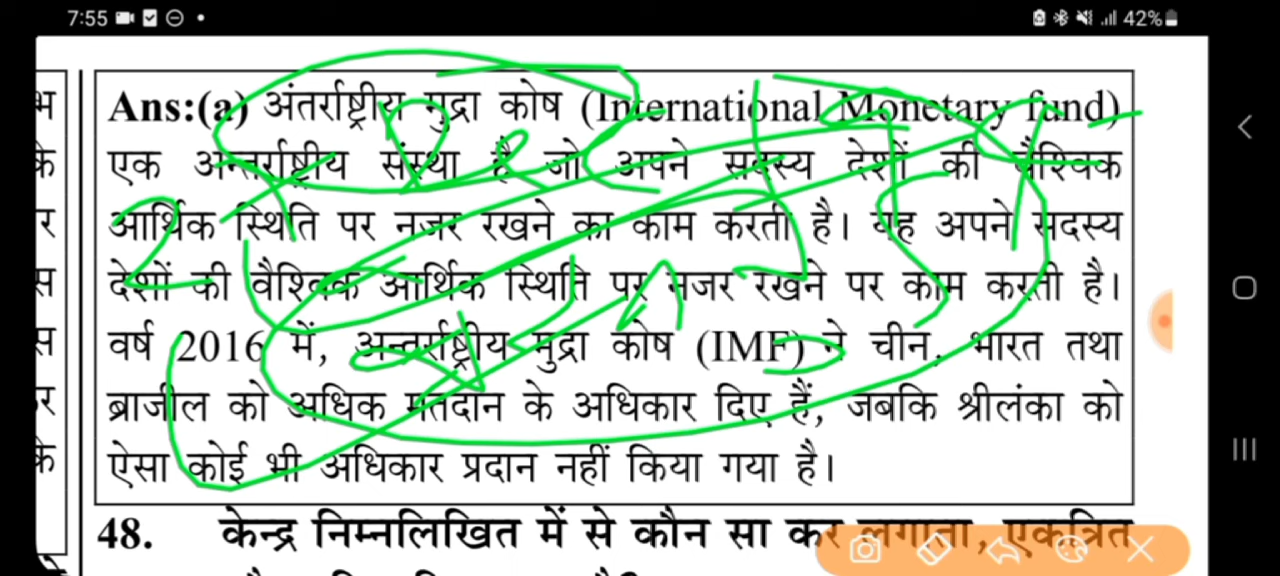 7:55
42%
Ans:(a) अंतर्राष्ट्रीय मुद्रा कोष (International Monetary fund)
एक अन्तर्राष्ट्रीय संस्था है जो अपने सदस्य देशों की वैश्विक
आर्थिक स्थिति पर नजर रखने का काम करती है। यह अपने सदस्य
देशों की वैश्विक आर्थिक स्थिति पर नजर रखने पर काम करती है।
वर्ष 2016 में, अन्तर्राष्ट्रीय मुद्रा कोष (IMF) ने चीन, भारत तथा
ब्राजील को अधिक मतदान के अधिकार दिए हैं, जबकि श्रीलंका को
ऐसा कोई भी अधिकार प्रदान नहीं किया गया है।
48. केन्द्र निम्नलिखित में से कौन सा कर लगाता, एकत्रित